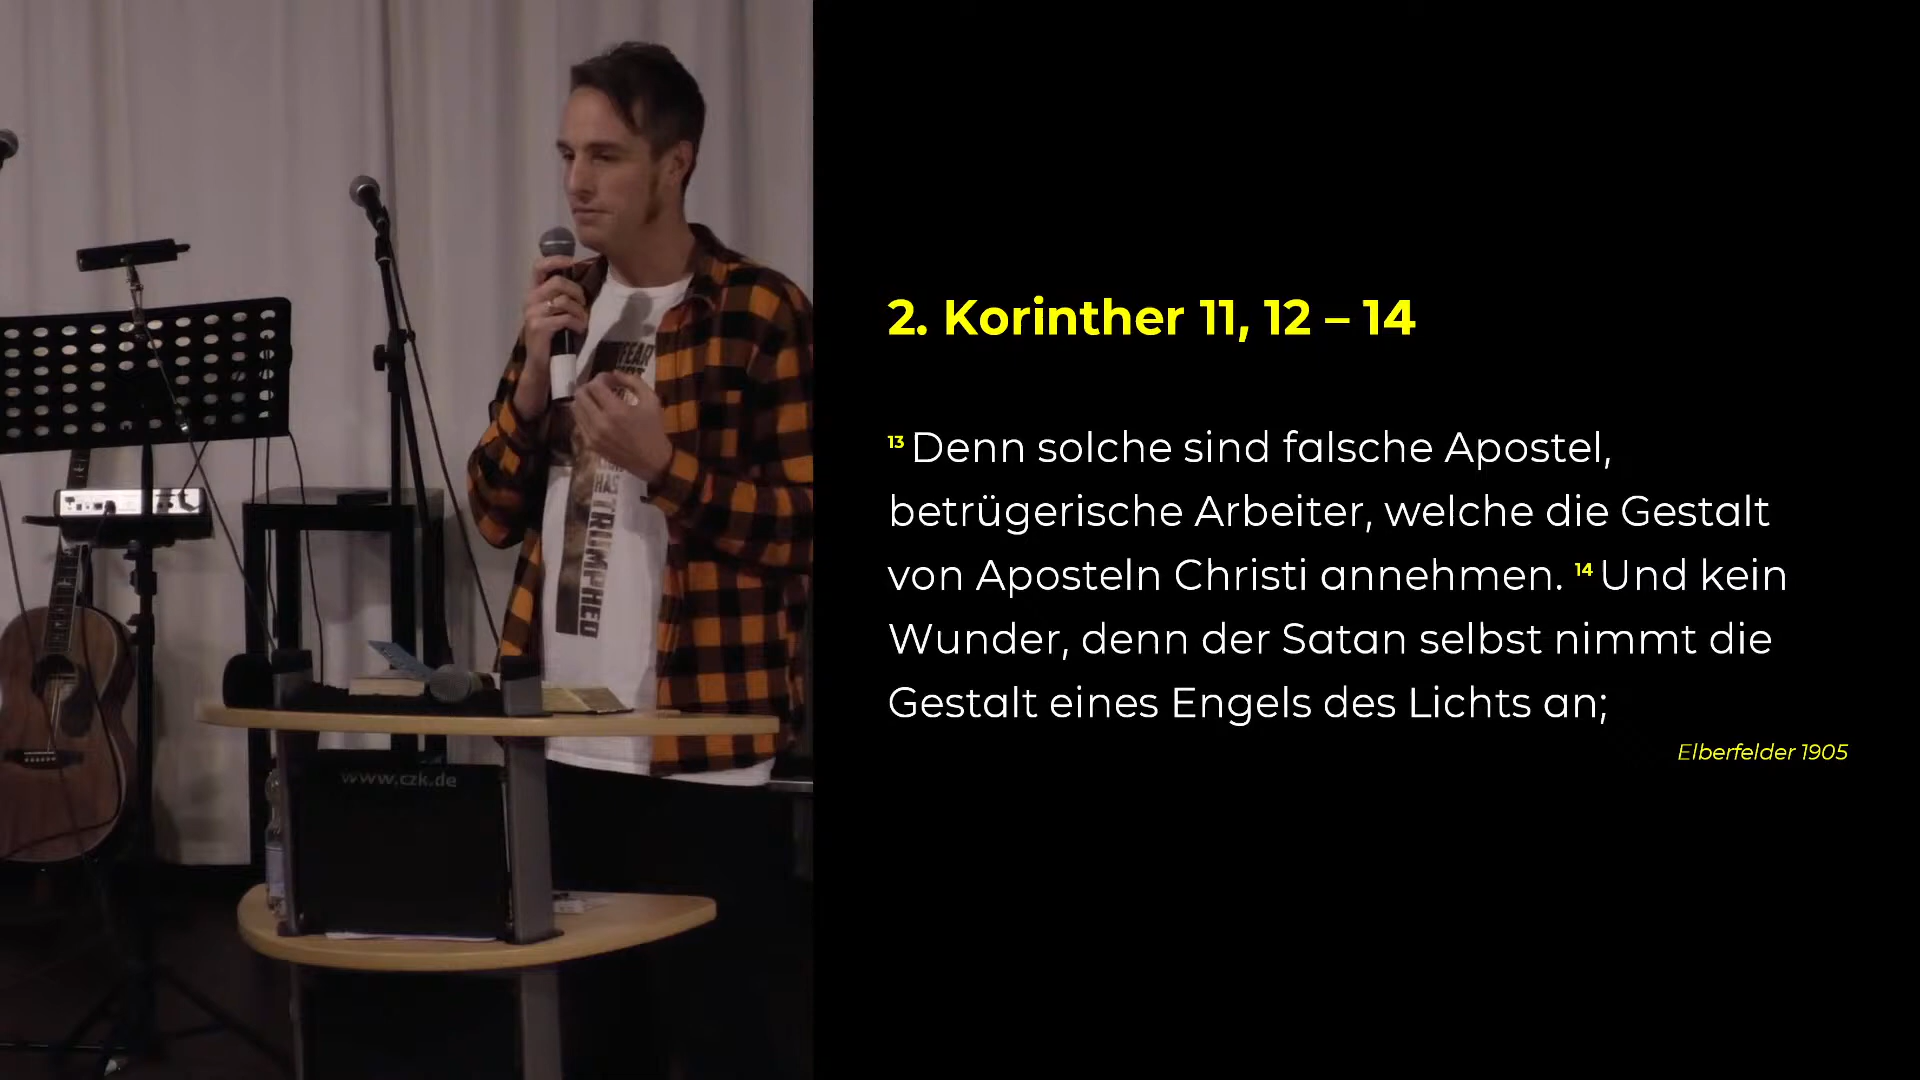 FEAR
HAS
TRIUMPHED
www.czk.de
2. Korinther 11, 12 – 14
13 Denn solche sind falsche Apostel,
betrügerische Arbeiter, welche die Gestalt
von Aposteln Christi annehmen. 14 Und kein
Wunder, denn der Satan selbst nimmt die
Gestalt eines Engels des Lichts an;
Elberfelder 1905